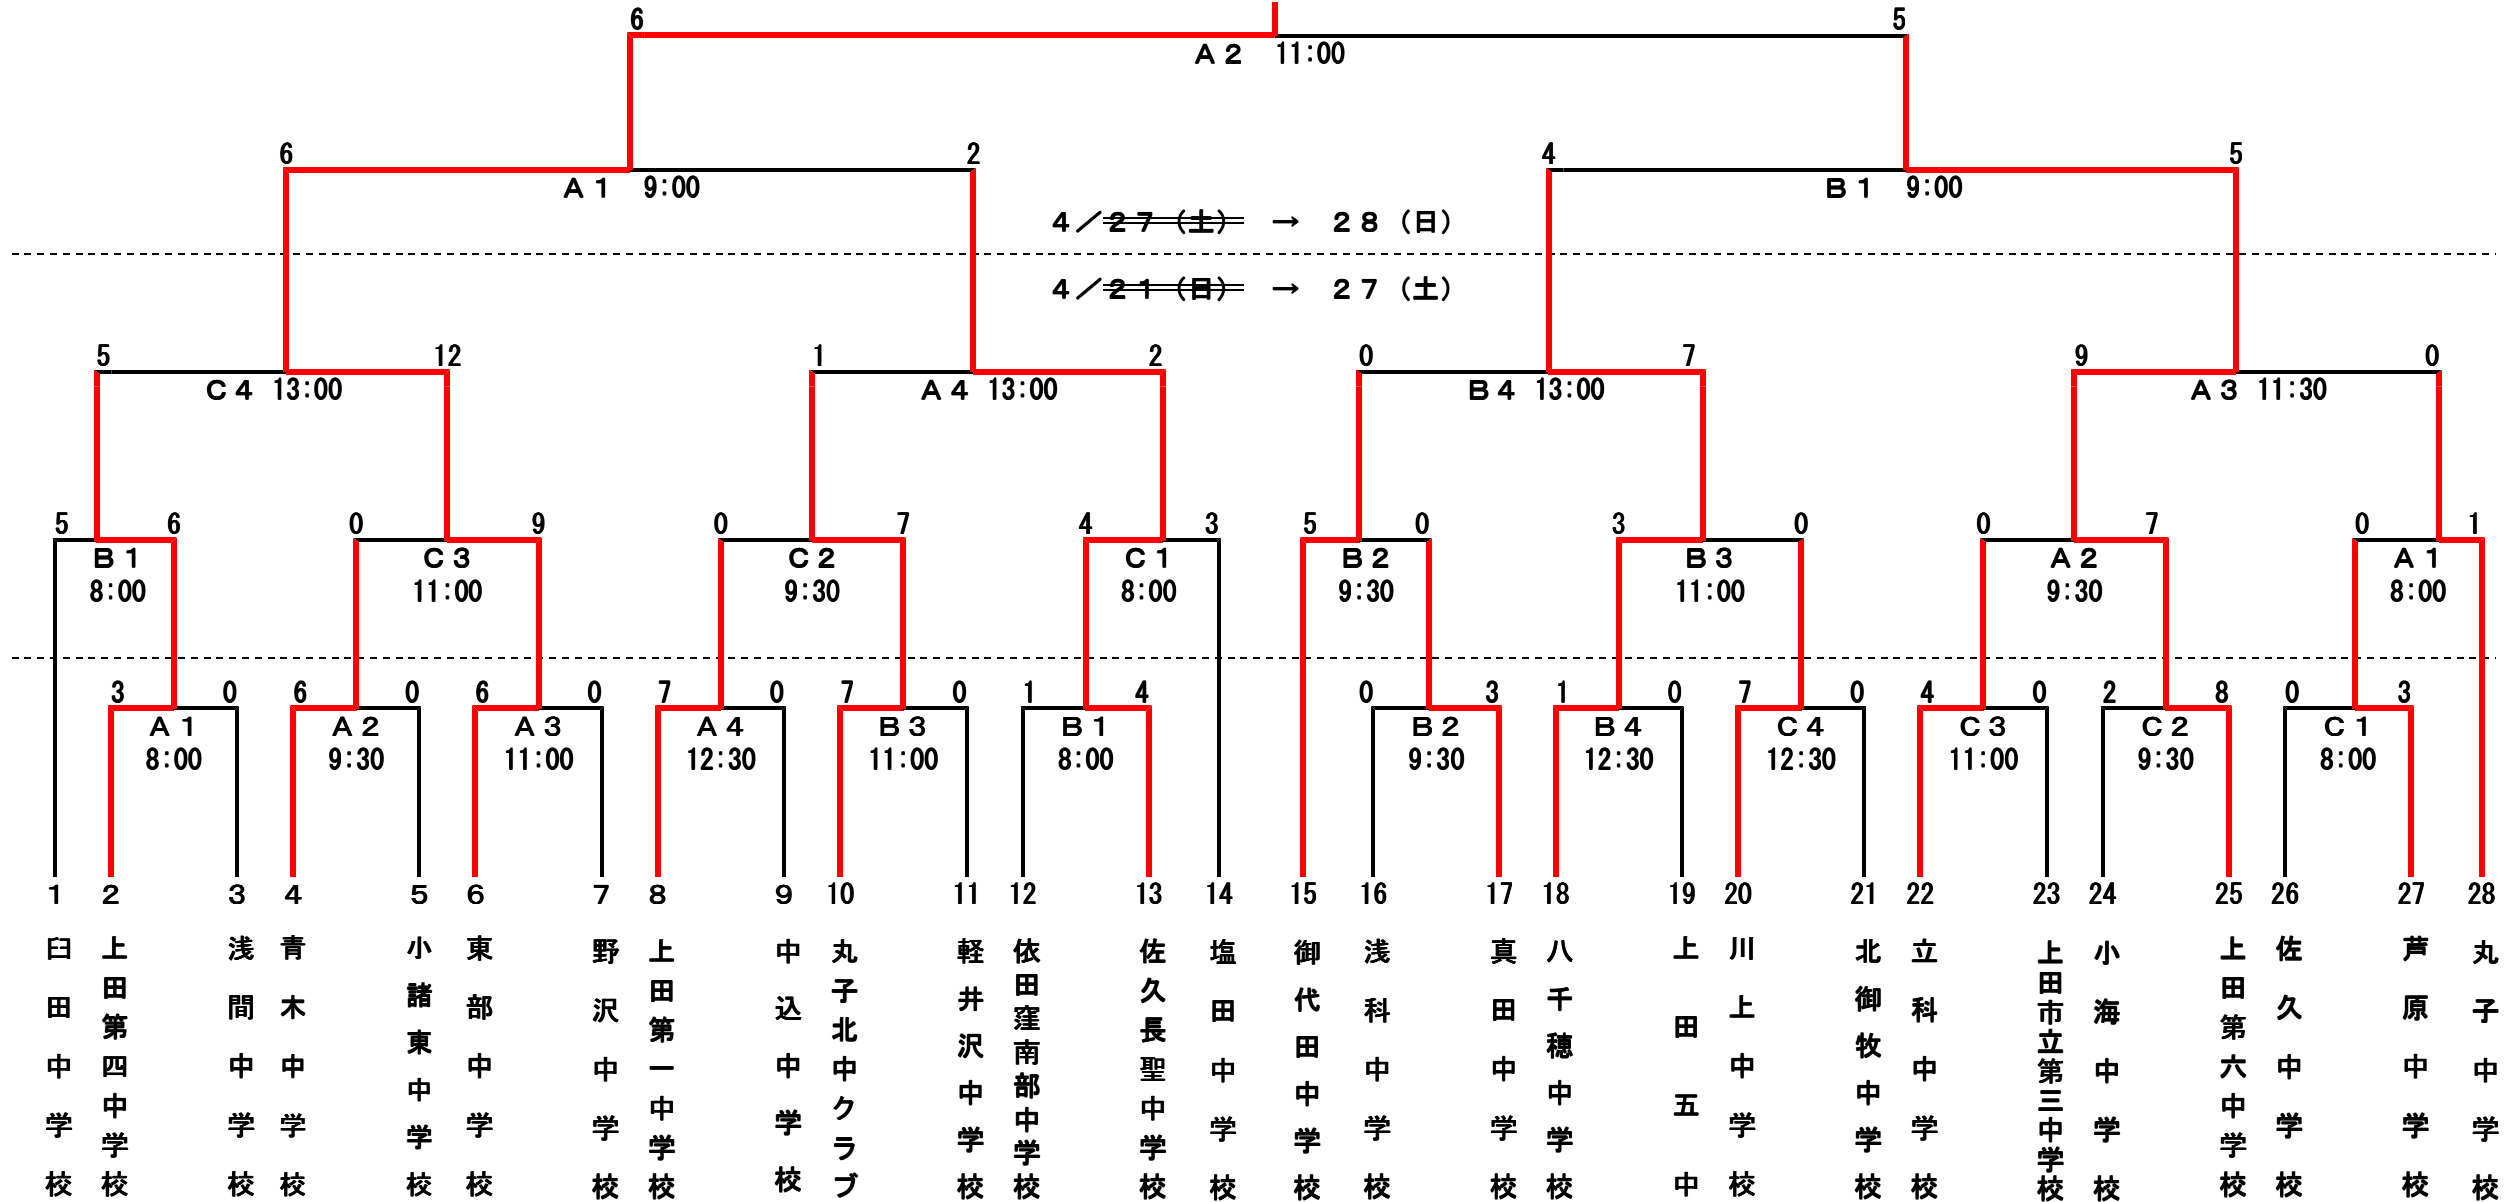 6 5
A2 11:00
6 2 4 5
A1 9:00 B1 9:00
4／27（土） → 28（日）
4／21（日） → 27（土）
5 12 1 2 0 7 9 0
C4 13:00 A4 13:00 B4 13:00 A3 11:30
5 6 0 9 0 7 4 3 5 0 3 0 0 7 0 1
B1 C3 C2 C1 B2 B3 A2 A1
8:00 11:00 9:30 8:00 9:30 11:00 9:30 8:00
3 0 6 0 6 0 7 0 7 0 1 4 0 3 1 0 7 0 4 0 2 8 0 3
A1 A2 A3 A4 B3 B1 B2 B4 C4 C3 C2 C1
8:00 9:30 11:00 12:30 11:00 8:00 9:30 12:30 12:30 11:00 9:30 8:00
1 2 3 4 5 6 7 8 9 10 11 12 13 14 15 16 17 18 19 20 21 22 23 24 25 26 27 28
臼田中学校
上田第四中学校
浅間中学校
青木中学校
小諸東中学校
東部中学校
野沢中学校
上田第一中学校
中込中学校
丸子北中クラブ
軽井沢中学校
依田窪南部中学校
佐久長聖中学校
塩田中学校
御代田中学校
浅科中学校
真田中学校
八千穂中学校
上田五中
川上中学校
北御牧中学校
立科中学校
上田市立第三中学校
小海中学校
上田第六中学校
佐久中学校
芦原中学校
丸子中学校